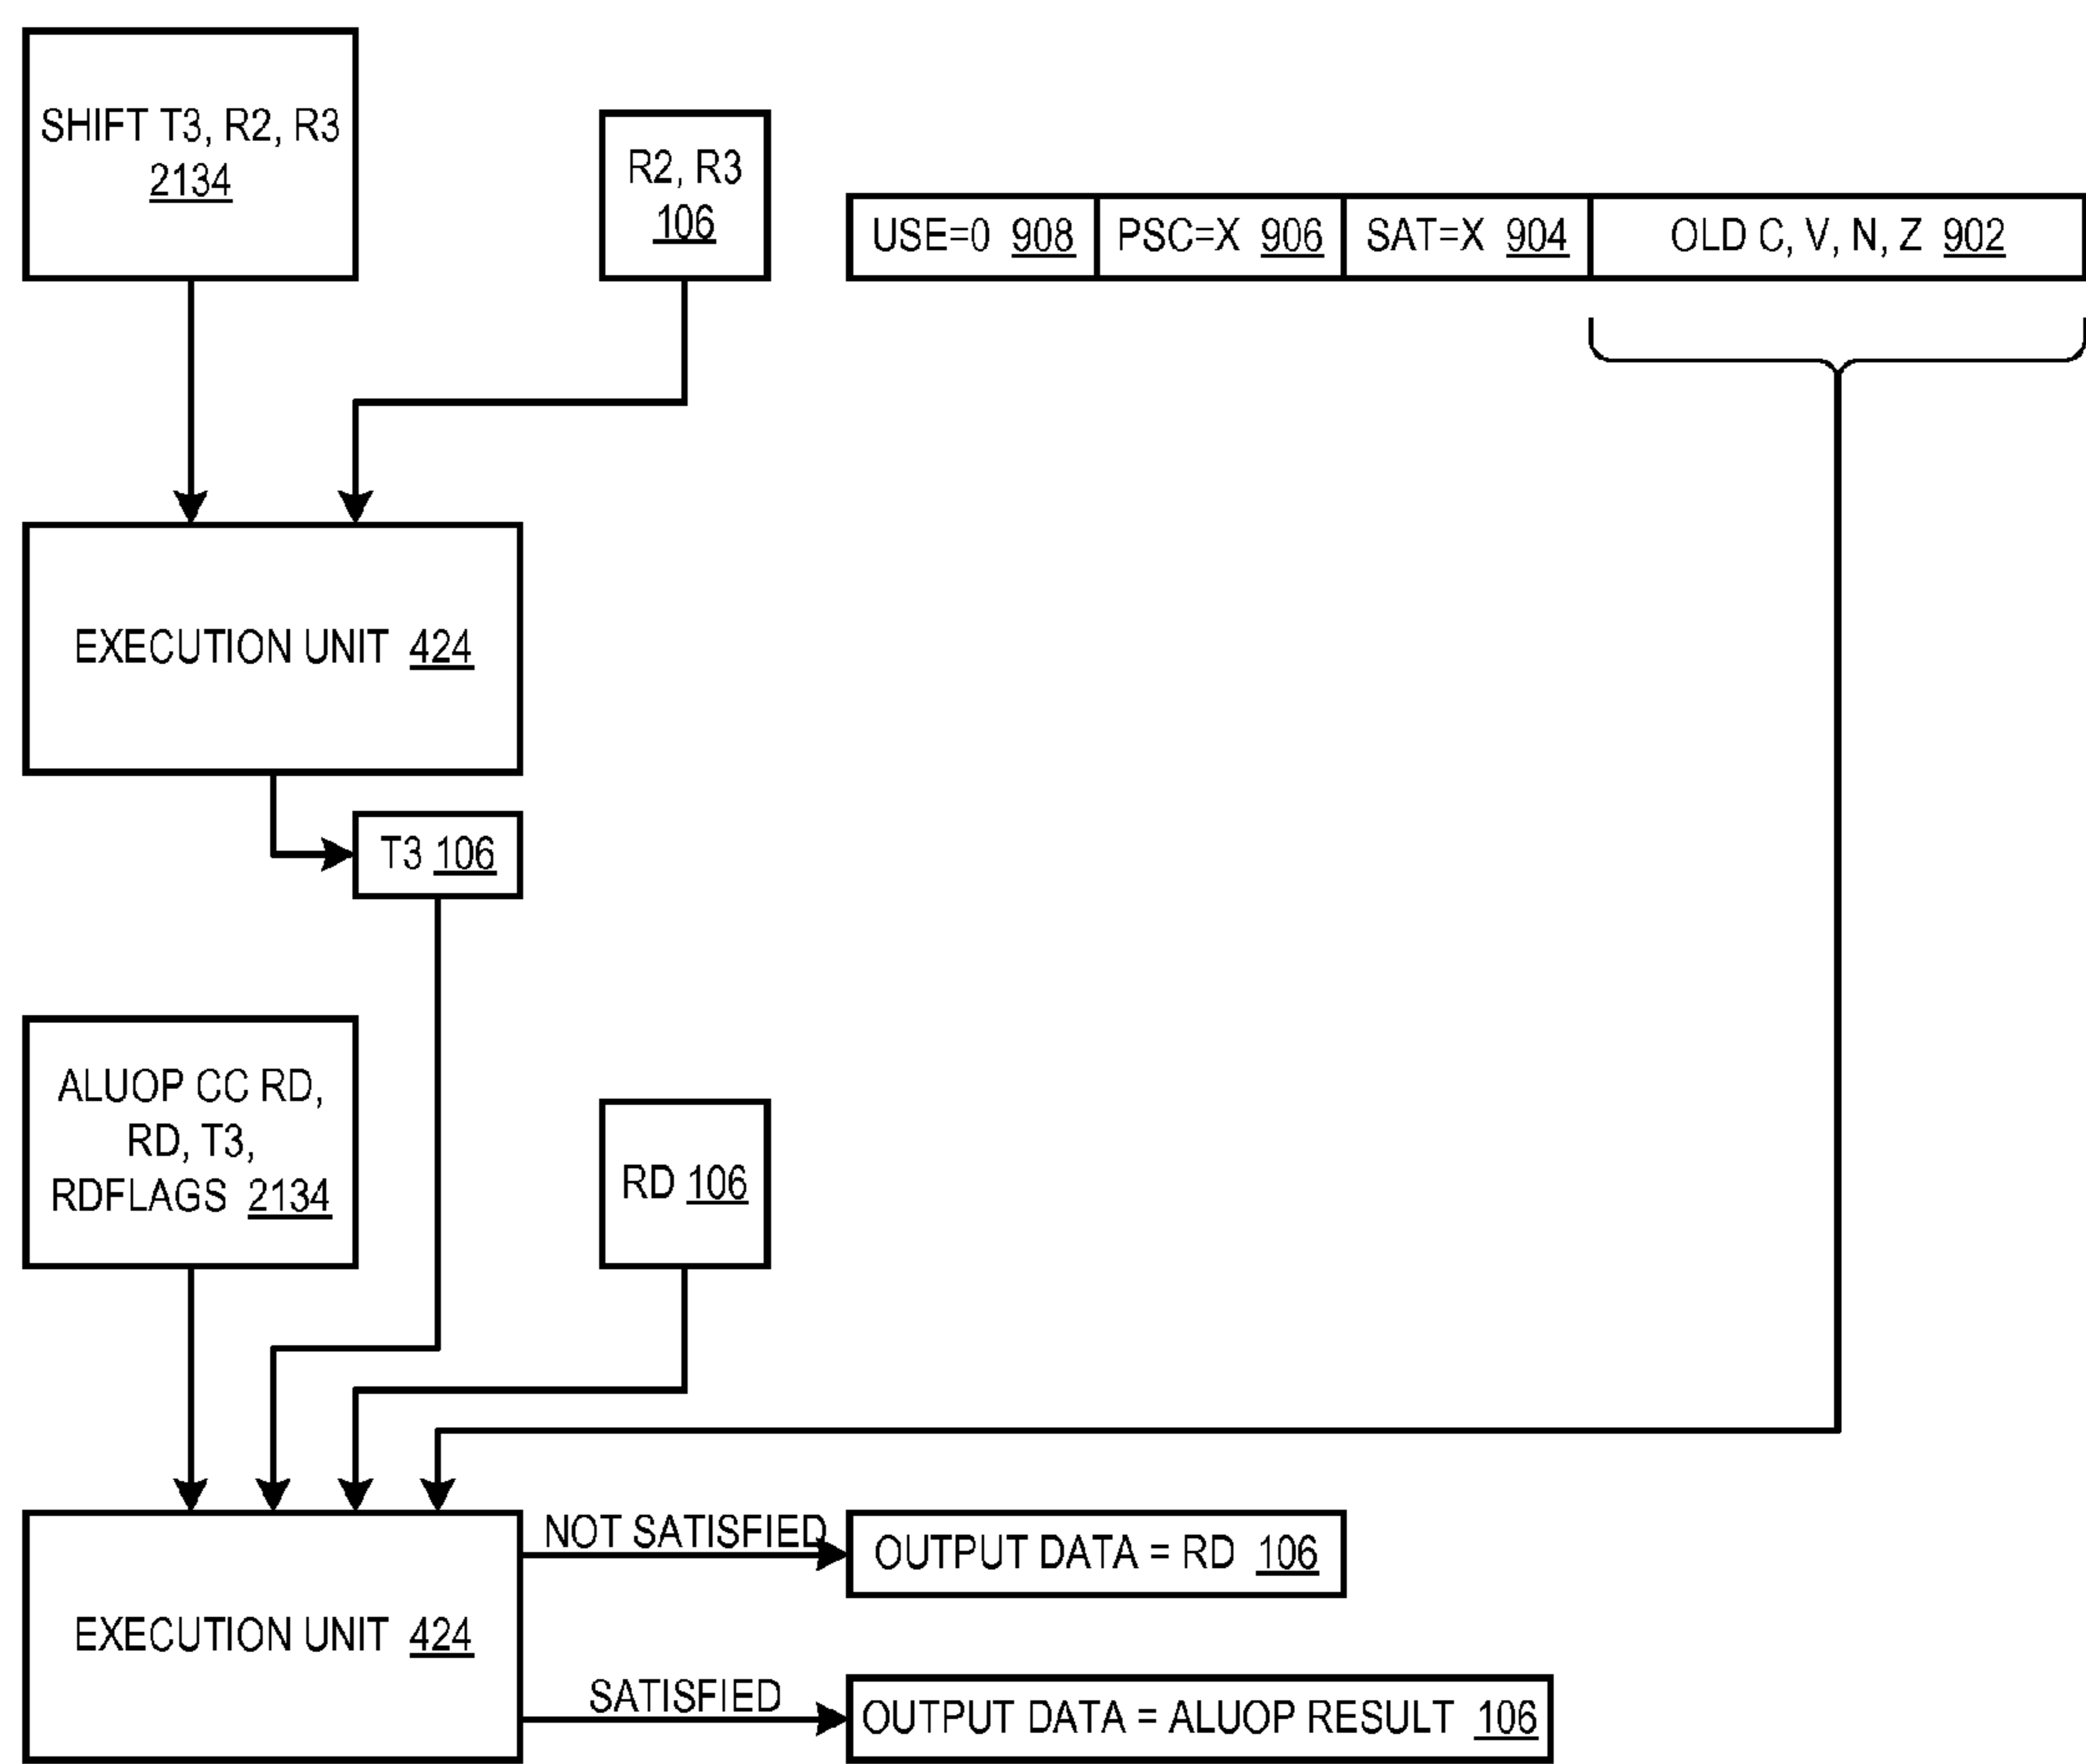 SHIFT T3, R2, R3
2134
R2, R3
106
USE=0 908
PSC=X 906
SAT=X 904
OLD C, V, N, Z 902
EXECUTION UNIT 424
T3 106
ALUOP CC RD,
RD, T3,
RDFLAGS 2134
RD 106
EXECUTION UNIT 424
NOT SATISFIED
OUTPUT DATA = RD 106
SATISFIED
OUTPUT DATA = ALUOP RESULT 106